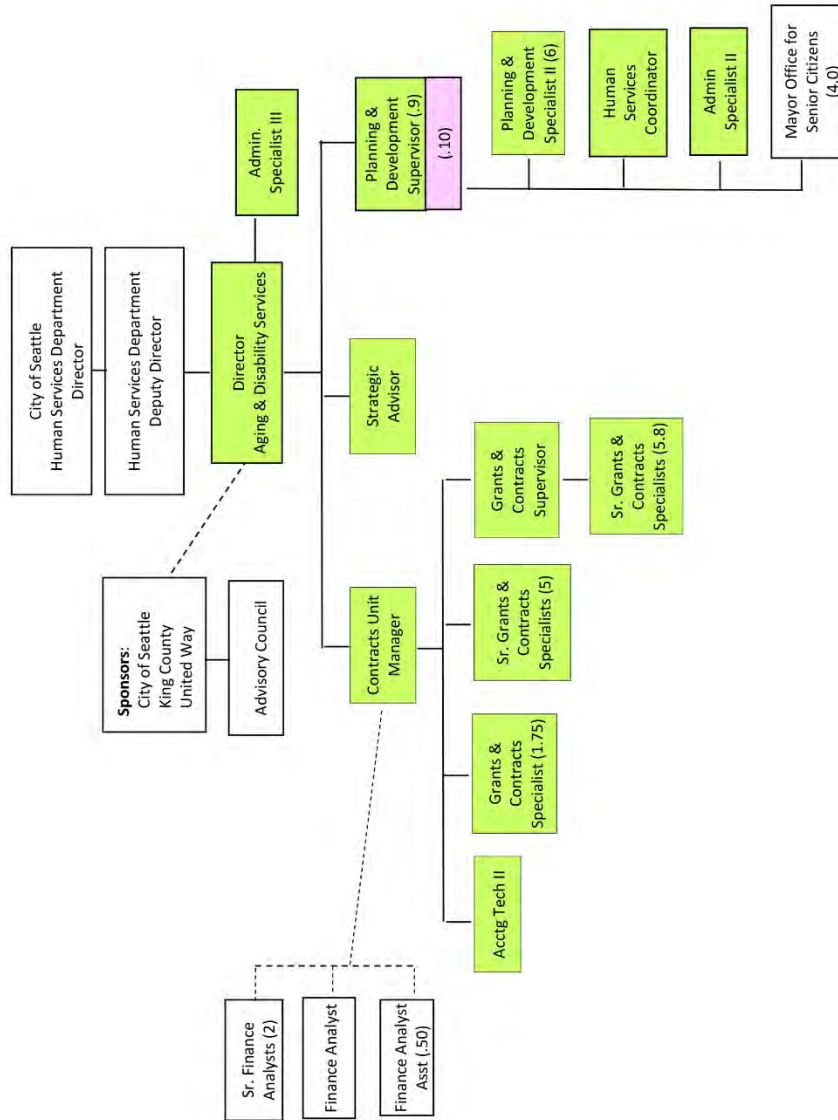 City of Seattle
Human Services Department
Director
Human Services Department
Deputy Director
Director
Aging & Disability Services
Admin.
Specialist III
Sponsors:
City of Seattle
King County
United Way
Advisory Council
Contracts Unit
Manager
Strategic
Advisor
Planning &
Development
Supervisor (.9)
(.10)
Sr. Finance
Analysts (2)
Finance Analyst
Finance Analyst
Asst (.50)
Acctg Tech II
Grants &
Contracts
Specialist (1.75)
Sr. Grants &
Contracts
Specialists (5)
Grants &
Contracts
Supervisor
Sr. Grants &
Contracts
Specialists (5.8)
Planning &
Development
Specialist II (6)
Human
Services
Coordinator
Admin
Specialist II
Mayor Office for
Senior Citizens
(4.0)